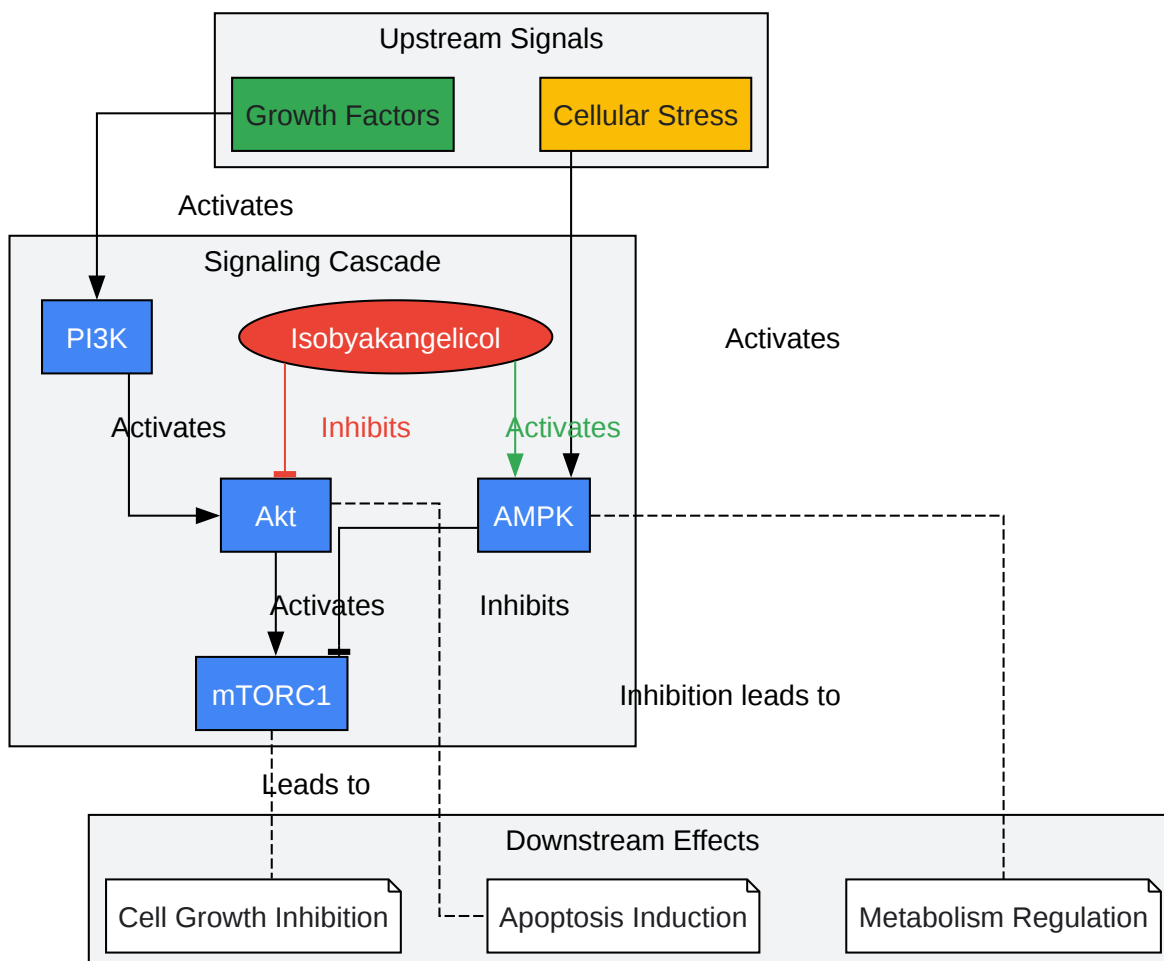 Upstream Signals
Growth Factors
Cellular Stress
Activates
Signaling Cascade
PI3K
Isobyakangelicol
Activates
Activates
Inhibits
Activates
Akt
AMPK
Activates
Inhibits
mTORC1
Inhibition leads to
Leads to
Downstream Effects
Cell Growth Inhibition
Apoptosis Induction
Metabolism Regulation